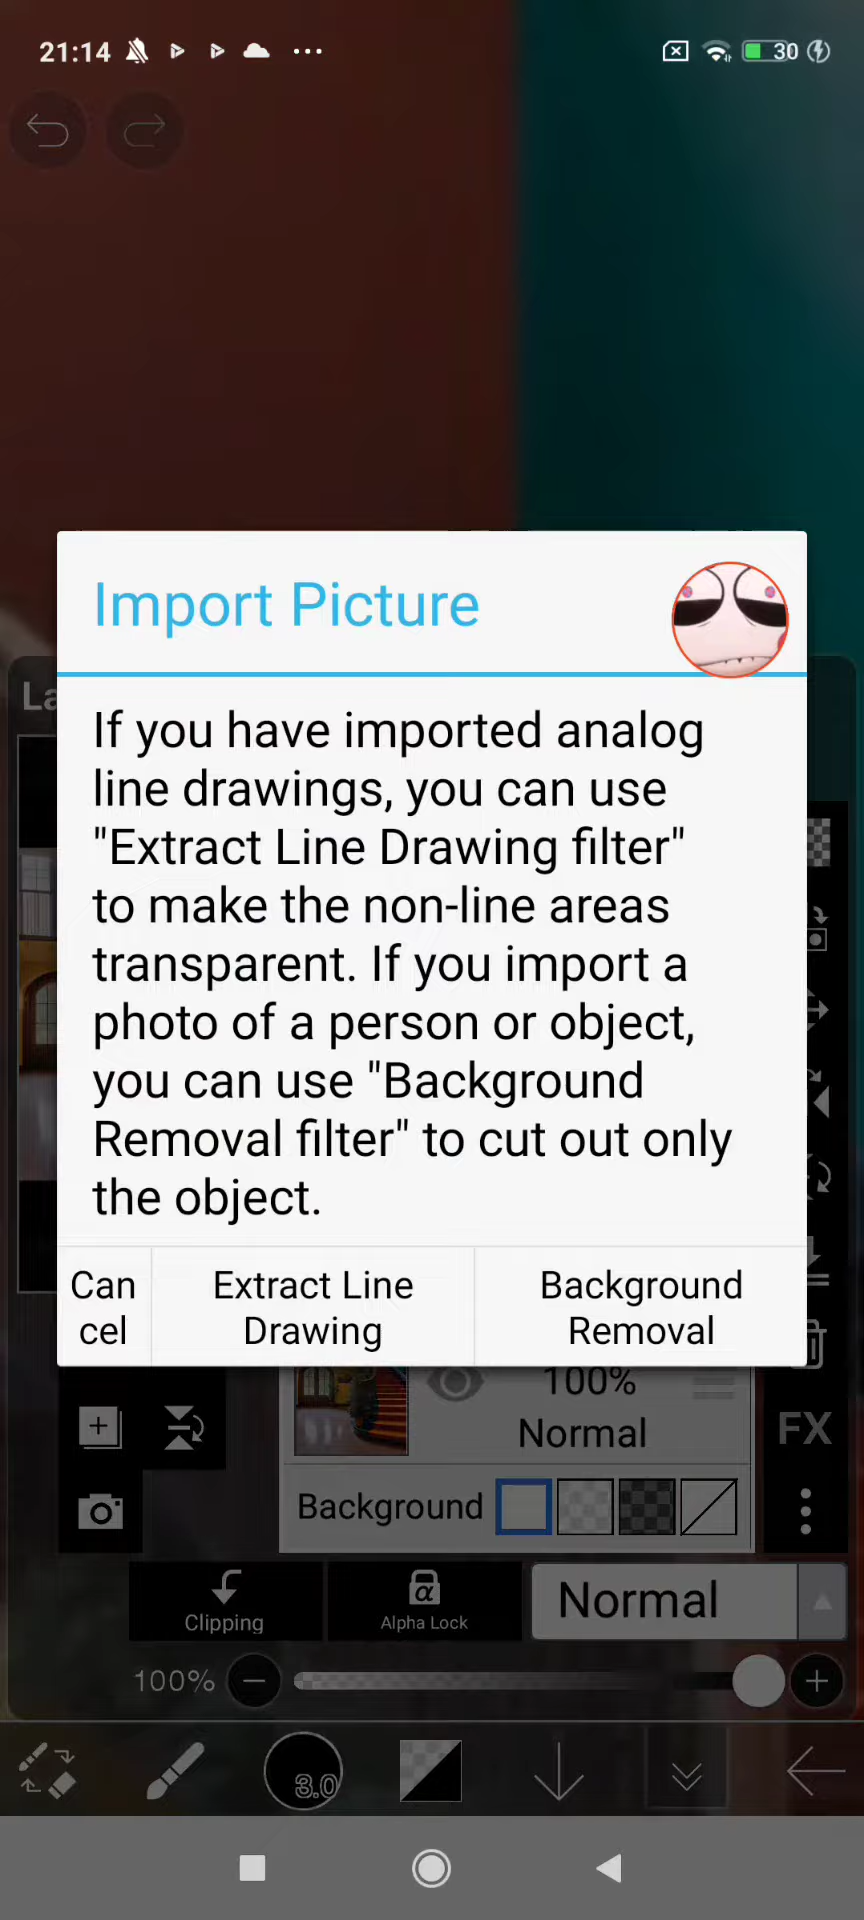 21:14
30
Import Picture
La
If you have imported analog
line drawings, you can use
"Extract Line Drawing filter"
to make the non-line areas
transparent. If you import a
photo of a person or object,
you can use "Background
Removal filter" to cut out only
the object.
Can
cel
Extract Line
Drawing
Background
Removal
100%
Normal
FX
Background
Clipping
α
Alpha Lock
Normal
100%
3.0